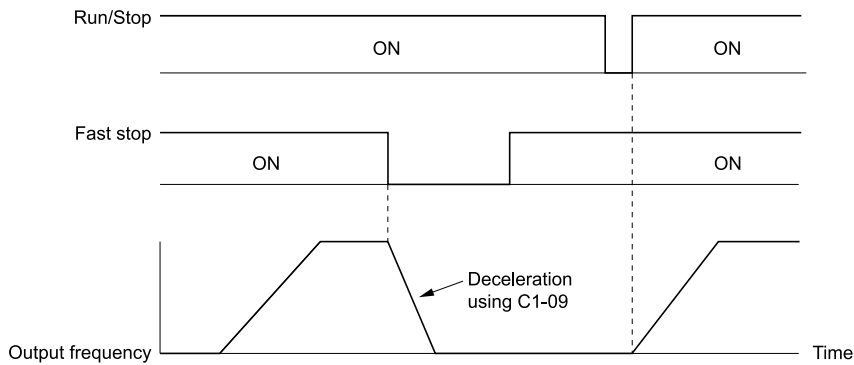 Run/Stop
ON
ON
Fast stop
ON
ON
Deceleration
using C1-09
Output frequency
Time